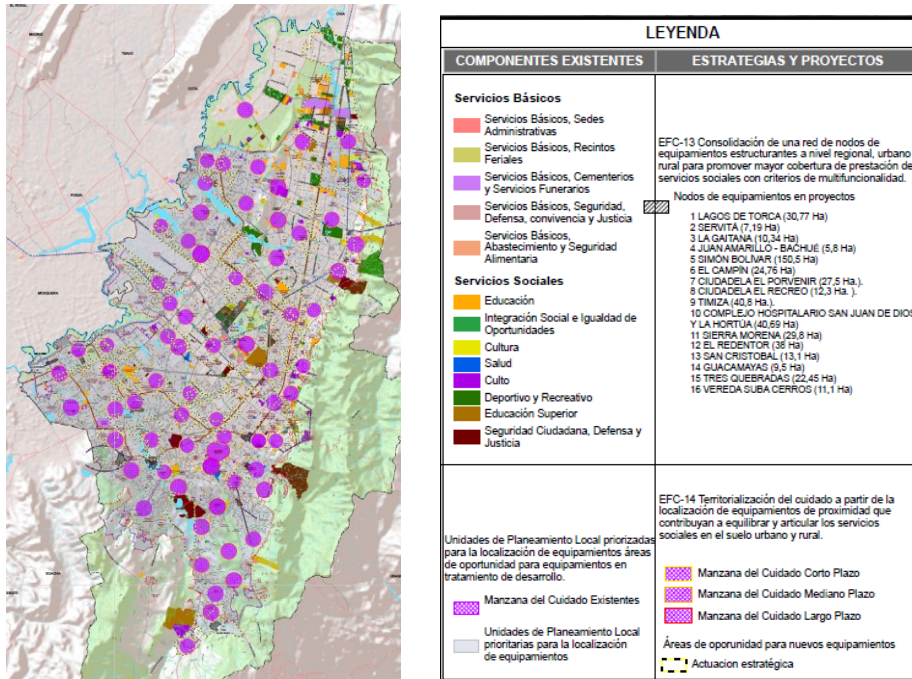 LEYENDA
COMPONENTES EXISTENTES
ESTRATEGIAS Y PROYECTOS
Servicios Básicos
Servicios Básicos, Sedes
Administrativas
Servicios Básicos, Recintos
Feriales
Servicios Básicos, Cementerios
y Servicios Funerarios
Servicios Básicos, Seguridad,
Defensa, convivencia y Justicia
Servicios Básicos,
Abastecimiento y Seguridad
Alimentaria
Servicios Sociales
Educación
Integración Social e Igualdad de
Oportunidades
Cultura
Salud
Culto
Deportivo y Recreativo
Educación Superior
Seguridad Ciudadana, Defensa y
Justicia
EFC-13 Consolidación de una red de nodos de
equipamientos estructurantes a nivel regional, urbano
rural para promover mayor cobertura de prestación de
servicios sociales con criterios de multifuncionalidad.
Nodos de equipamientos en proyectos
1 LAGOS DE TORCA (30,77 Ha)
2 SERVITÁ (7,19 Ha)
3 LA GAITANA (10,34 Ha)
4 JUAN AMARILLO - BACHUÉ (5,8 Ha)
5 SIMÓN BOLÍVAR (150,5 Ha)
6 EL CAMPÍN (24,76 Ha)
7 CIUDADELA EL PORVENIR (27,5 Ha.).
8 CIUDADELA EL RECREO (12,3 Ha. ).
9 TIMIZA (40,8 Ha.).
10 COMPLEJO HOSPITALARIO SAN JUAN DE DIOS
Y LA HORTÚA (40,69 Ha)
11 SIERRA MORENA (29,8 Ha)
12 EL REDENTOR (38 Ha)
13 SAN CRISTOBAL (13,1 Ha)
14 GUACAMAYAS (9,5 Ha)
15 TRES QUEBRADAS (22,45 Ha)
16 VEREDA SUBA CERROS (11,1 Ha)
Unidades de Planeamiento Local priorizadas
para la localización de equipamientos áreas
de oportunidad para equipamientos en
tratamiento de desarrollo.
Manzana del Cuidado Existentes
Unidades de Planeamiento Local
prioritarias para la localización
de equipamientos
EFC-14 Territorialización del cuidado a partir de la
localización de equipamientos de proximidad que
contribuyan a equilibrar y articular los servicios
sociales en el suelo urbano y rural.
Manzana del Cuidado Corto Plazo
Manzana del Cuidado Mediano Plazo
Manzana del Cuidado Largo Plazo
Áreas de oporunidad para nuevos equipamientos
Actuacion estratégica